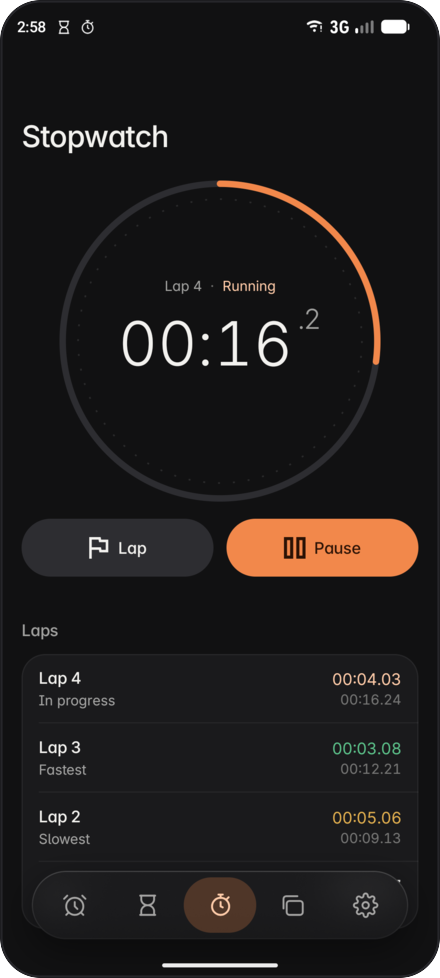 2:58
3G
Stopwatch
Lap 4 · Running
00:16.2
Lap
Pause
Laps
Lap 4
00:04.03
In progress
00:16.24
Lap 3
00:03.08
Fastest
00:12.21
Lap 2
00:05.06
Slowest
00:09.13